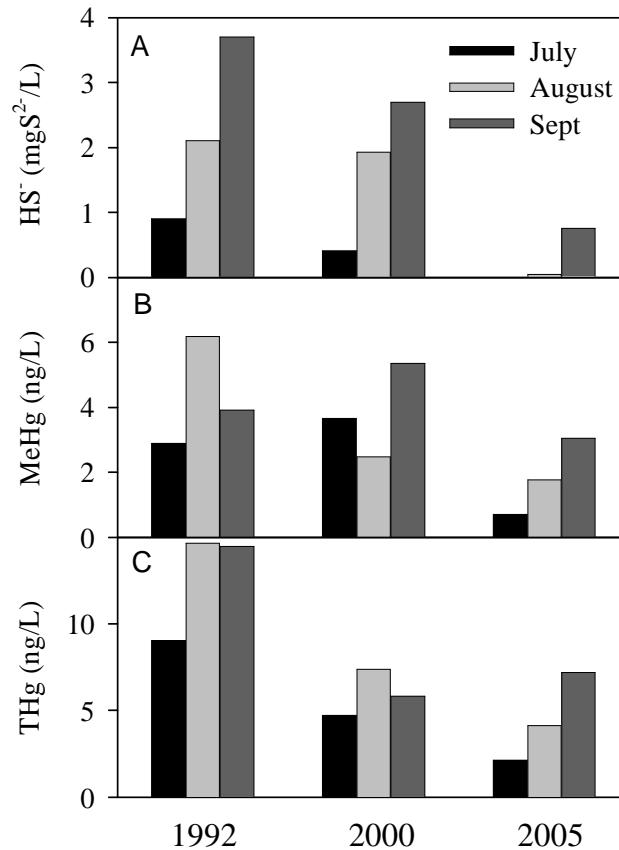 A
July
August
Sept
HS⁻ (mgS²⁻/L)
4
3
2
1
0
B
MeHg (ng/L)
6
4
2
0
C
THg (ng/L)
10
5
0
1992 2000 2005